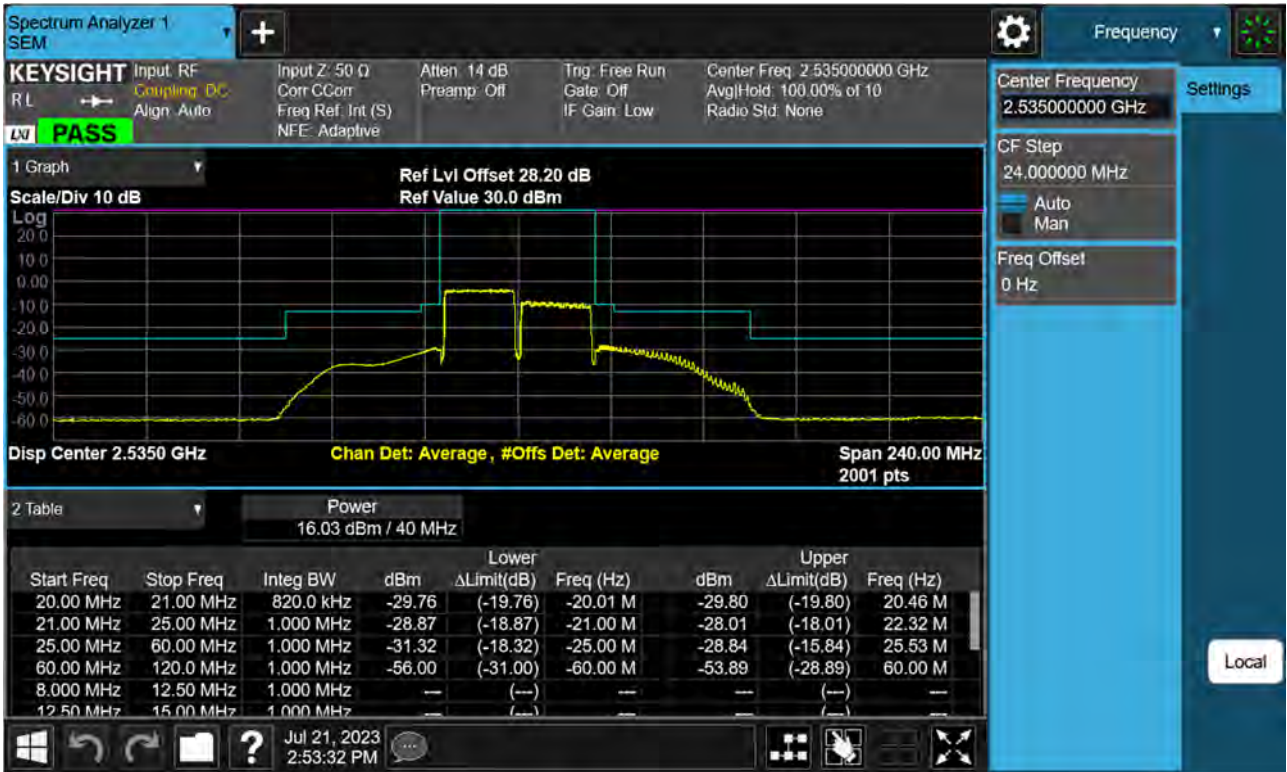 Spectrum Analyzer 1
SEM
Frequency
KEYSIGHT
R L
LXI
PASS
Input: RF
Coupling: DC
Align: Auto
Input Z: 50 Ω
Corr CCorr
Freq Ref: Int (S)
NFE: Adaptive
Atten: 14 dB
Preamp: Off
Trig: Free Run
Gate: Off
IF Gain: Low
Center Freq: 2.535000000 GHz
Avg|Hold: 100.00% of 10
Radio Std: None
Center Frequency
2.535000000 GHz
Settings
CF Step
24.000000 MHz
Auto
Man
Freq Offset
0 Hz
1 Graph
Scale/Div 10 dB
Ref Lvl Offset 28.20 dB
Ref Value 30.0 dBm
Log
20.0
10.0
0.00
-10.0
-20.0
-30.0
-40.0
-50.0
-60.0
Disp Center 2.5350 GHz
Chan Det: Average , #Offs Det: Average
Span 240.00 MHz
2001 pts
2 Table
Power
16.03 dBm / 40 MHz
Lower Upper
Start Freq Stop Freq Integ BW dBm ΔLimit(dB) Freq (Hz) dBm ΔLimit(dB) Freq (Hz)
20.00 MHz 21.00 MHz 820.0 kHz -29.76 (-19.76) -20.01 M -29.80 (-19.80) 20.46 M
21.00 MHz 25.00 MHz 1.000 MHz -28.87 (-18.87) -21.00 M -28.01 (-18.01) 22.32 M
25.00 MHz 60.00 MHz 1.000 MHz -31.32 (-18.32) -25.00 M -28.84 (-15.84) 25.53 M
60.00 MHz 120.0 MHz 1.000 MHz -56.00 (-31.00) -60.00 M -53.89 (-28.89) 60.00 M
8.000 MHz 12.50 MHz 1.000 MHz --- (---) --- --- (---) ---
12.50 MHz 15.00 MHz 1.000 MHz --- (---) --- --- (---) ---
Local
?
Jul 21, 2023
2:53:32 PM